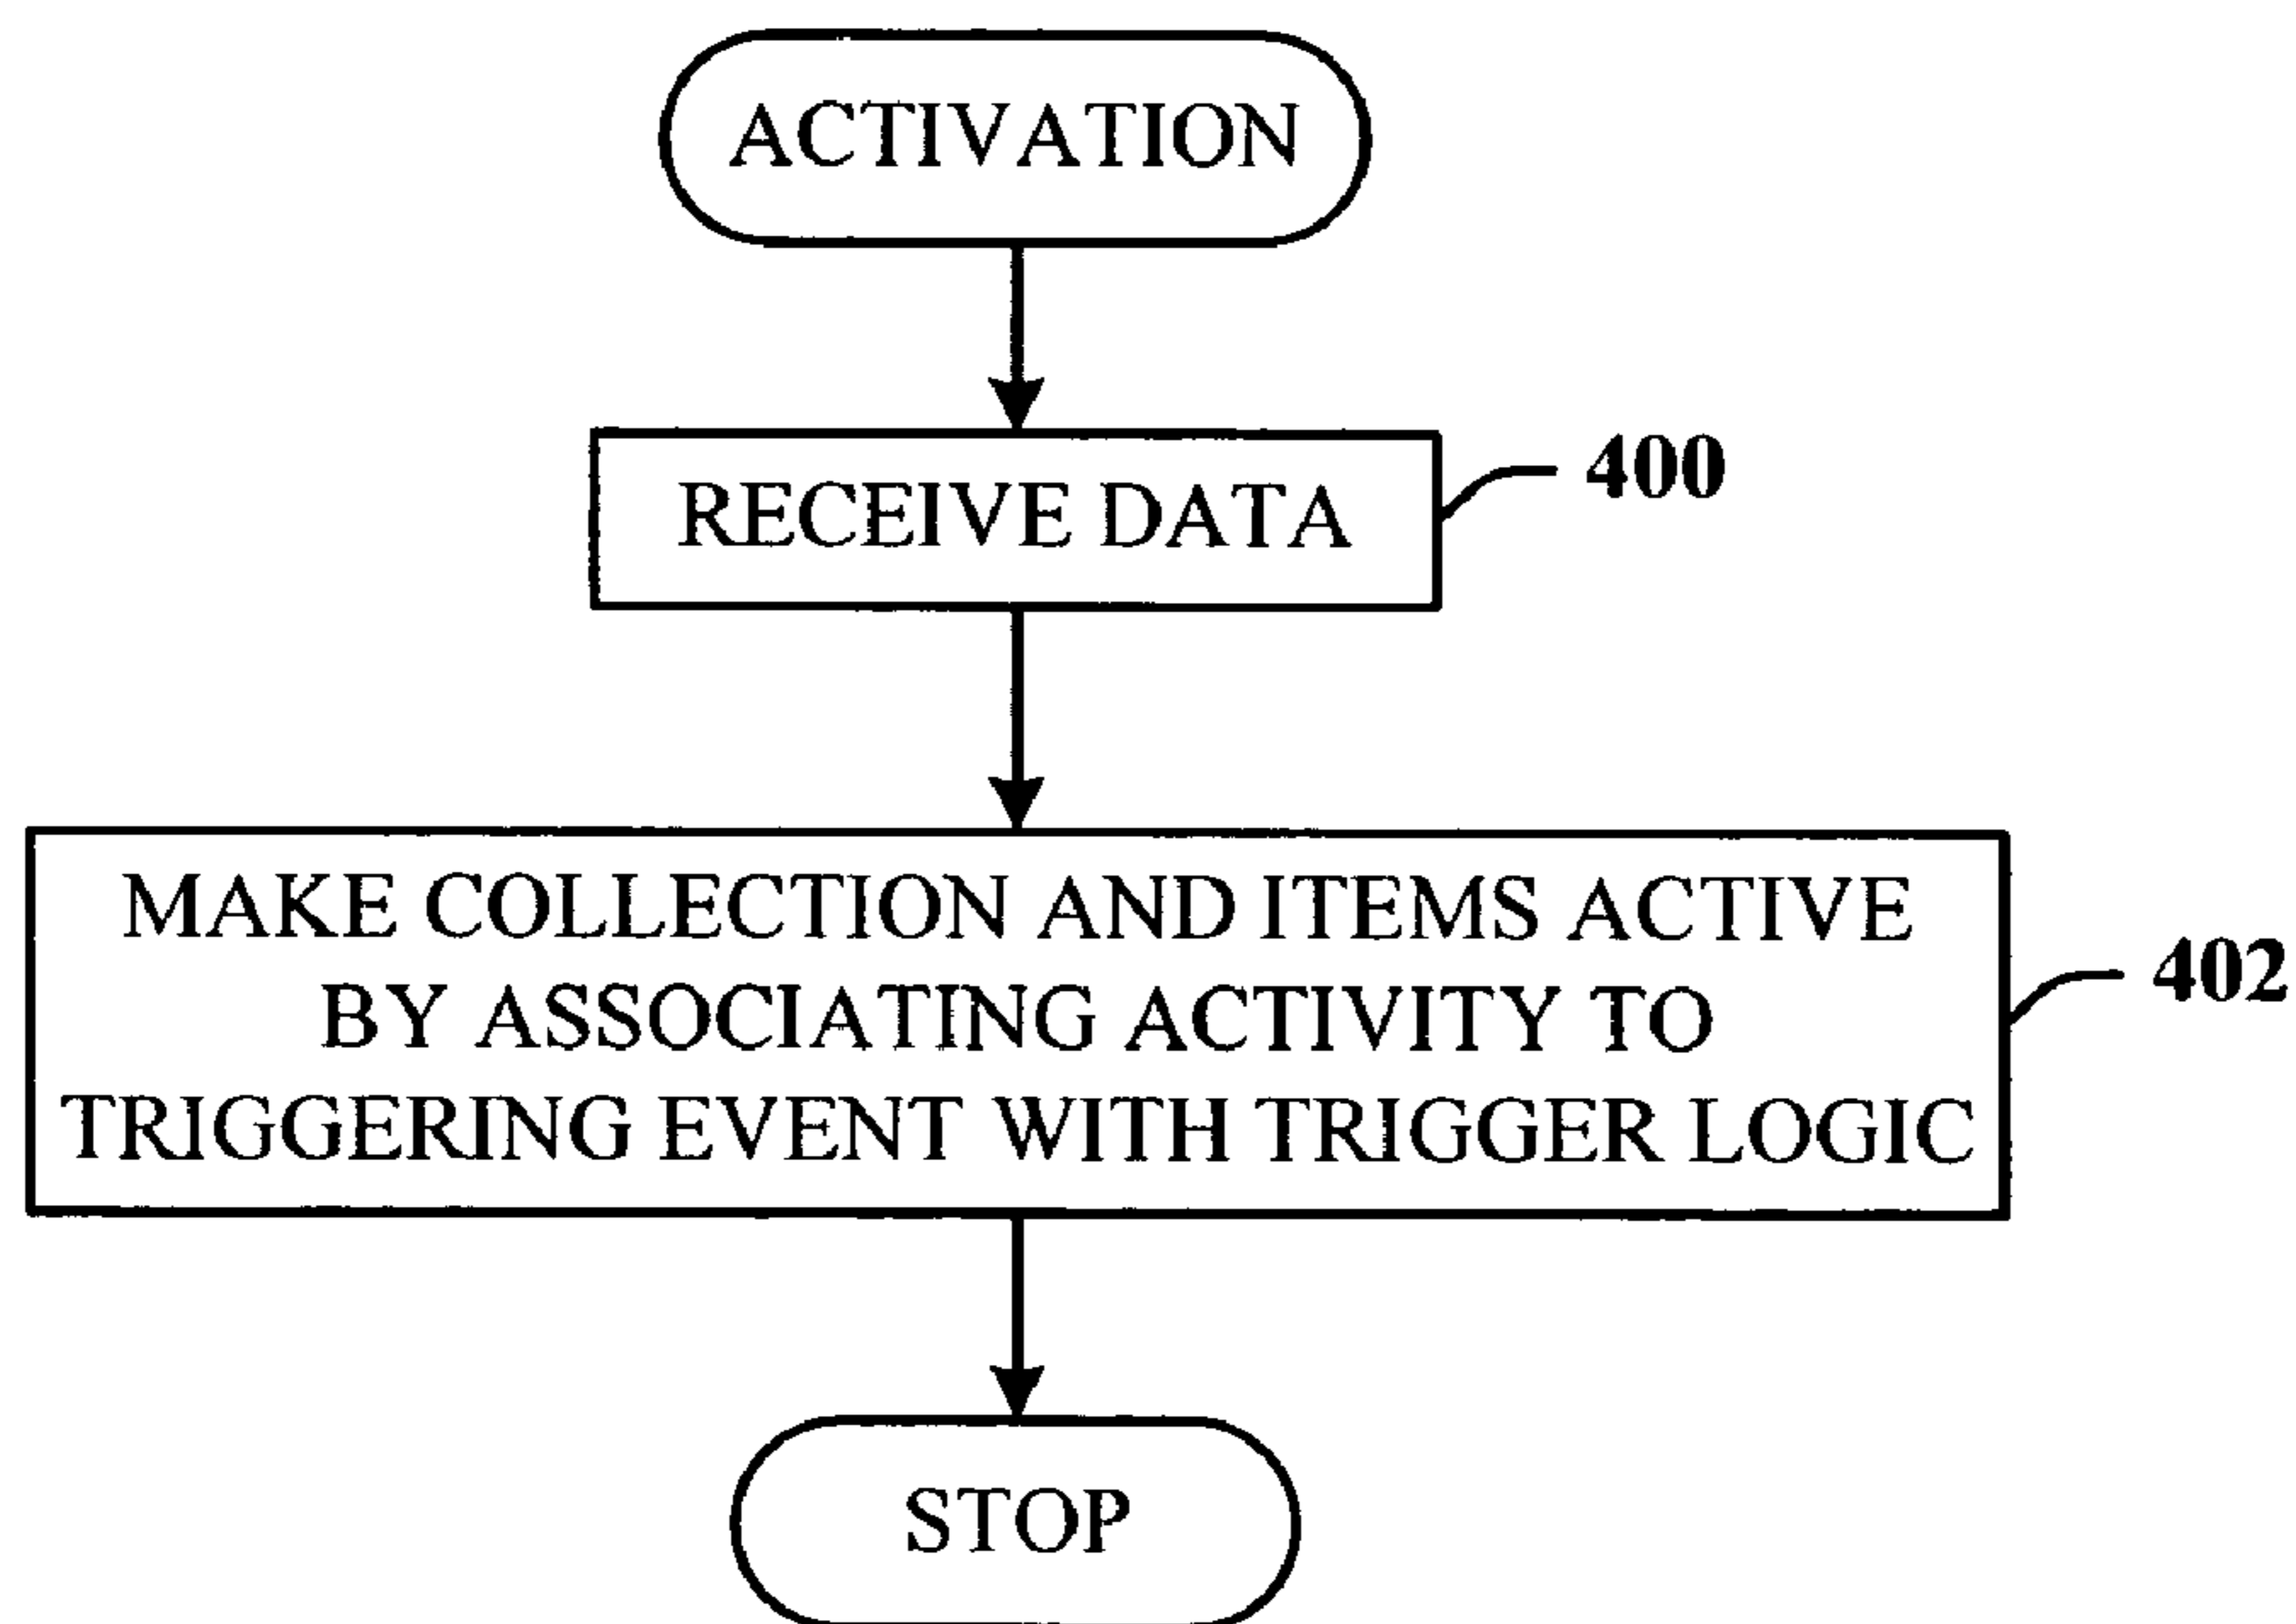 ACTIVATION
RECEIVE DATA
400
MAKE COLLECTION AND ITEMS ACTIVE
BY ASSOCIATING ACTIVITY TO
TRIGGERING EVENT WITH TRIGGER LOGIC
402
STOP